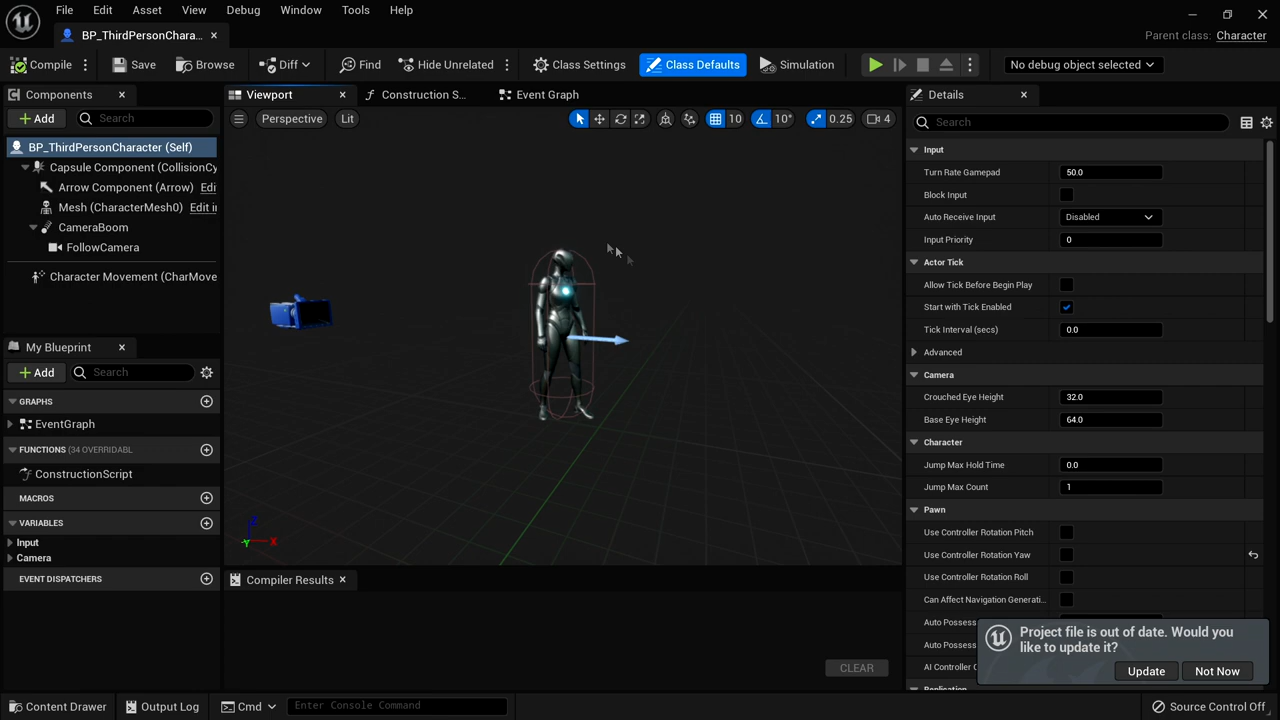 File Edit Asset View Debug Window Tools Help
BP_ThirdPersonChara...
Parent class: Character
Compile Save Browse Diff Find Hide Unrelated Class Settings Class Defaults Simulation No debug object selected
Components
Add Search
BP_ThirdPersonCharacter (Self)
Capsule Component (CollisionCy
Arrow Component (Arrow) Edi
Mesh (CharacterMesh0) Edit i
CameraBoom
FollowCamera
Character Movement (CharMove
My Blueprint
Add Search
GRAPHS
EventGraph
FUNCTIONS (34 OVERRIDABL
ConstructionScript
MACROS
VARIABLES
Input
Camera
EVENT DISPATCHERS
Viewport Construction S... Event Graph
Perspective Lit 10 10° 0.25 4
Z
X
Y
Compiler Results
CLEAR
Details
Search
Input
Turn Rate Gamepad 50.0
Block Input
Auto Receive Input Disabled
Input Priority 0
Actor Tick
Allow Tick Before Begin Play
Start with Tick Enabled
Tick Interval (secs) 0.0
Advanced
Camera
Crouched Eye Height 32.0
Base Eye Height 64.0
Character
Jump Max Hold Time 0.0
Jump Max Count 1
Pawn
Use Controller Rotation Pitch
Use Controller Rotation Yaw
Use Controller Rotation Roll
Can Affect Navigation Generati...
Auto Possess
Auto Possess
AI Controller C
Replication
Project file is out of date. Would you
like to update it?
Update Not Now
Content Drawer Output Log Cmd Enter Console Command Source Control Off